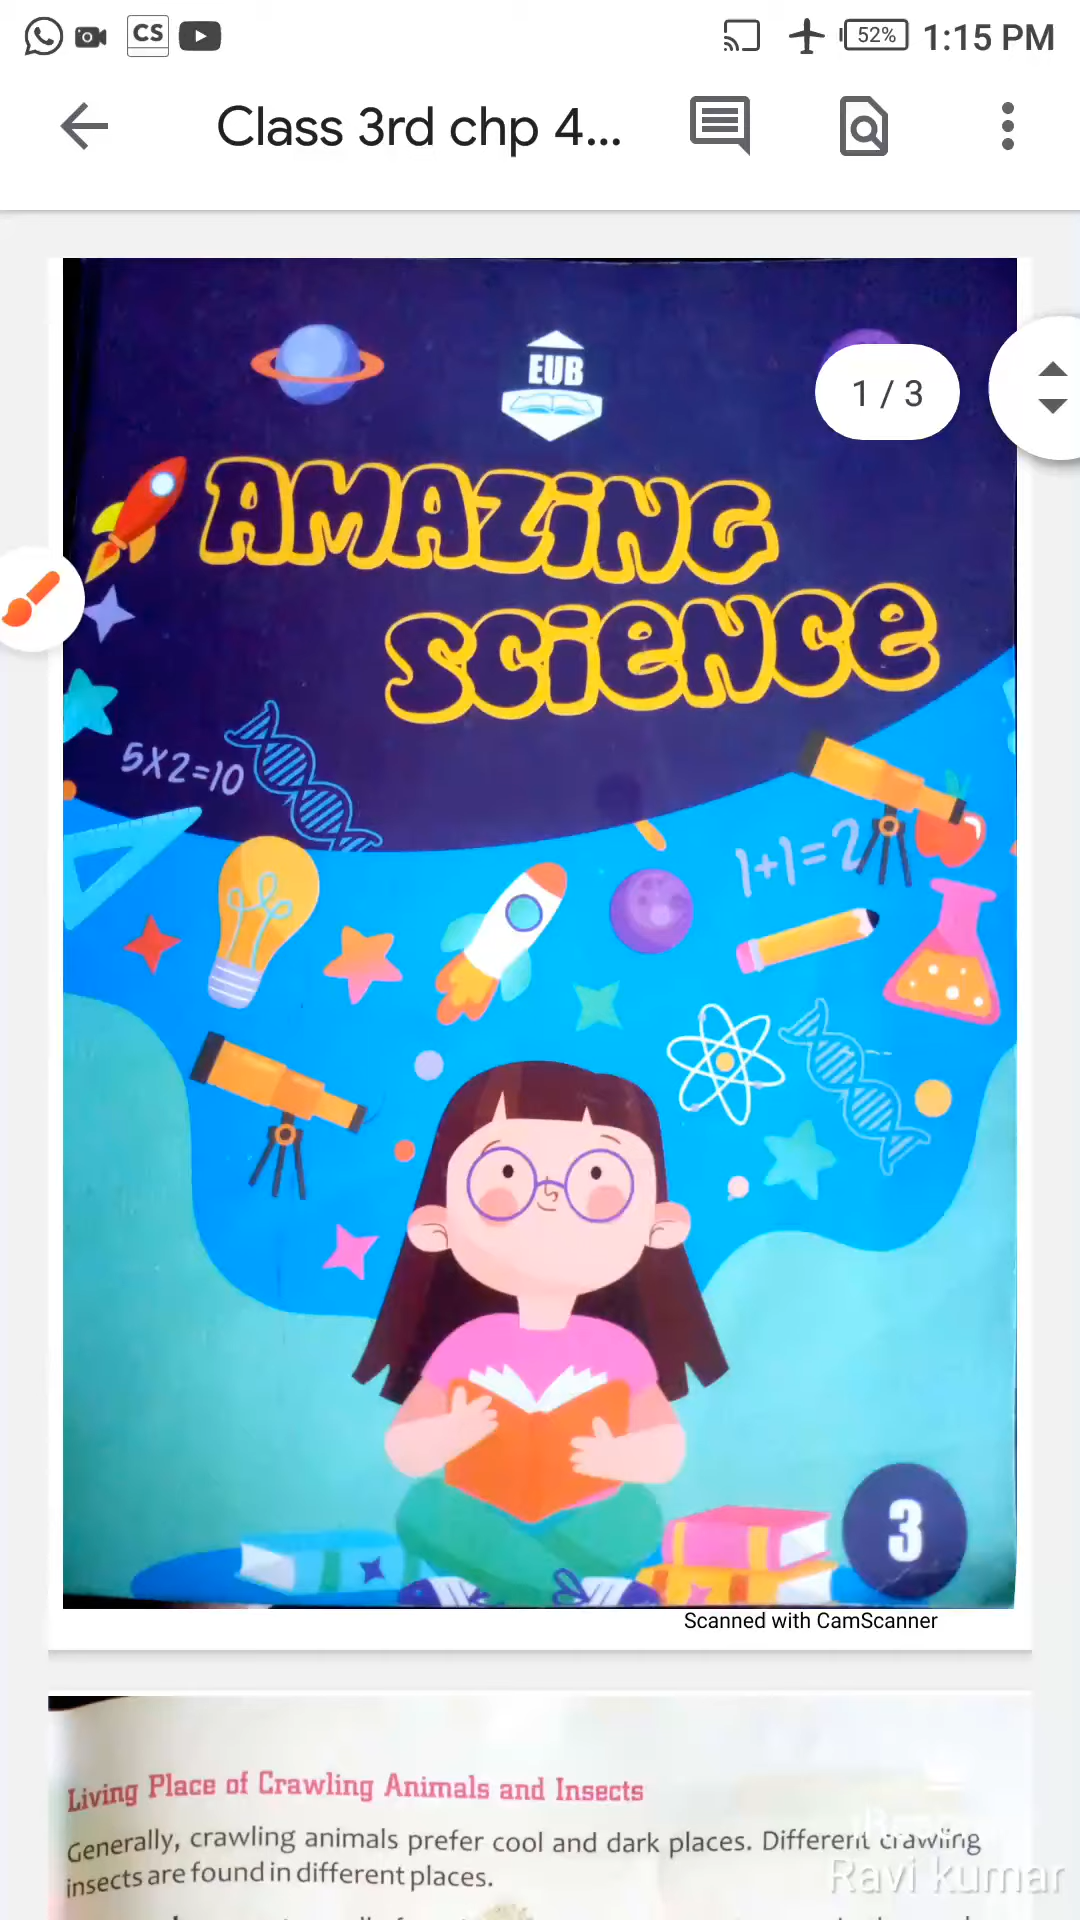 CS
52%
1:15 PM
Class 3rd chp 4...
1 / 3
EUB
AMAZING
SCIENCE
5X2=10
1+1=2
3
Scanned with CamScanner
Living Place of Crawling Animals and Insects
Generally, crawling animals prefer cool and dark places. Different crawling
insects are found in different places.
Ravi kumar